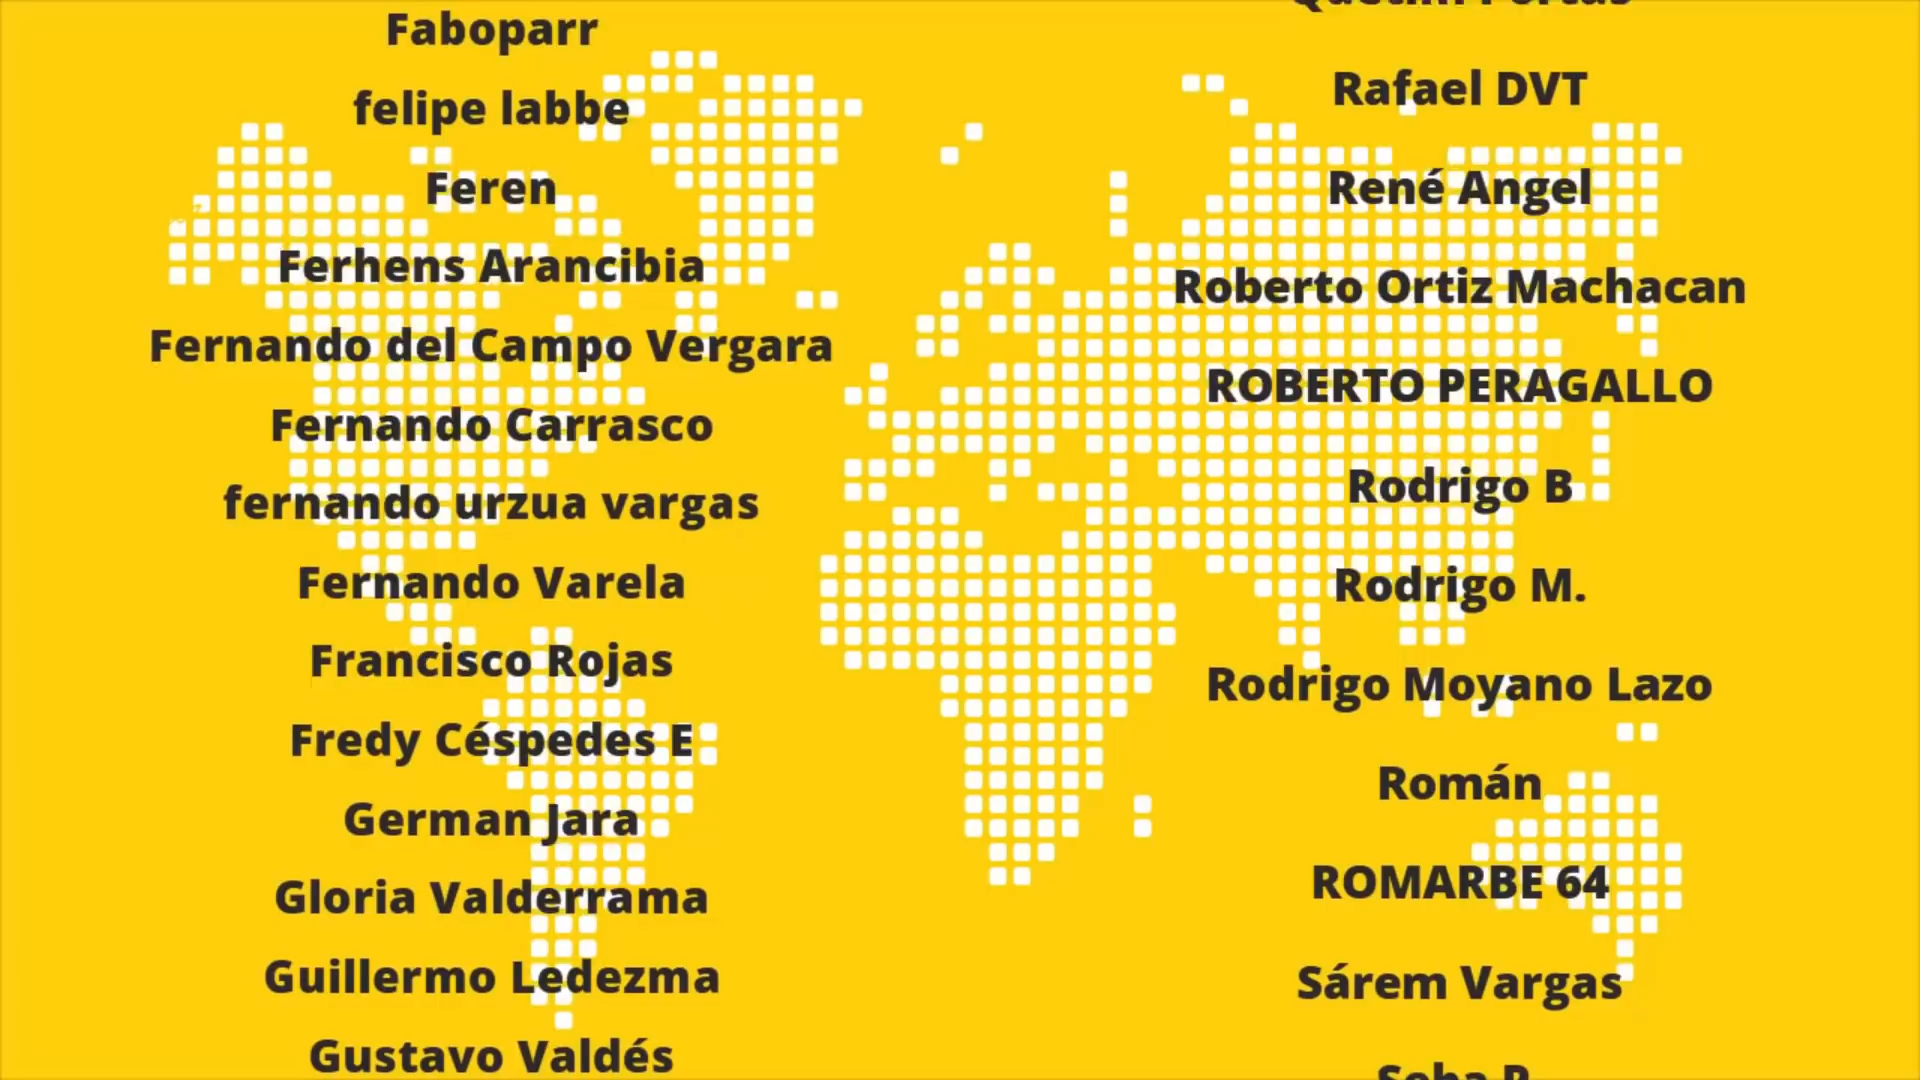 Faboparr
felipe labbe
Feren
Ferhens Arancibia
Fernando del Campo Vergara
Fernando Carrasco
fernando urzua vargas
Fernando Varela
Francisco Rojas
Fredy Céspedes E
German Jara
Gloria Valderrama
Guillermo Ledezma
Gustavo Valdés
Rafael DVT
René Angel
Roberto Ortiz Machacan
ROBERTO PERAGALLO
Rodrigo B
Rodrigo M.
Rodrigo Moyano Lazo
Román
ROMARBE 64
Sárem Vargas